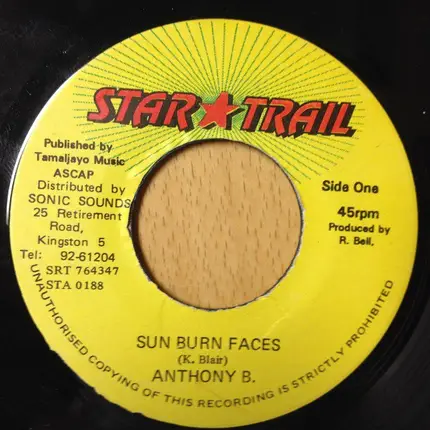 STAR★TRAIL
Published by
Tamaljayo Music
ASCAP
Distributed by
SONIC SOUNDS
25 Retirement
Road,
Kingston 5
Tel: 92-61204
SRT 764347
STA 0188
Side One
45rpm
Produced by
R. Bell.
SUN BURN FACES
(K. Blair)
ANTHONY B.
UNAUTHORISED COPYING OF THIS RECORDING IS STRICTLY PROHIBITED